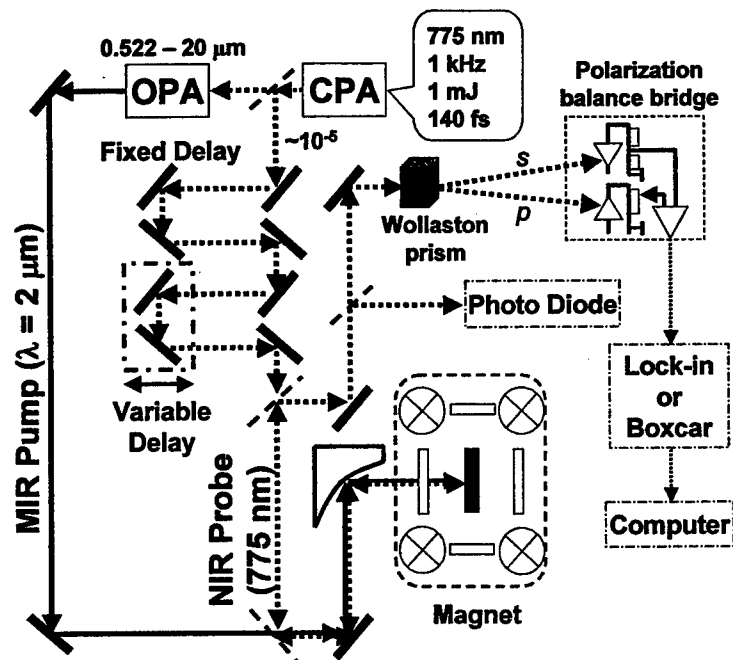 0.522 – 20 μm
OPA
CPA
775 nm
1 kHz
1 mJ
140 fs
Polarization
balance bridge
~10-5
Fixed Delay
s
p
Wollaston
prism
Photo Diode
Variable
Delay
MIR Pump (λ = 2 μm)
NIR Probe
(775 nm)
Magnet
Lock-in
or
Boxcar
Computer